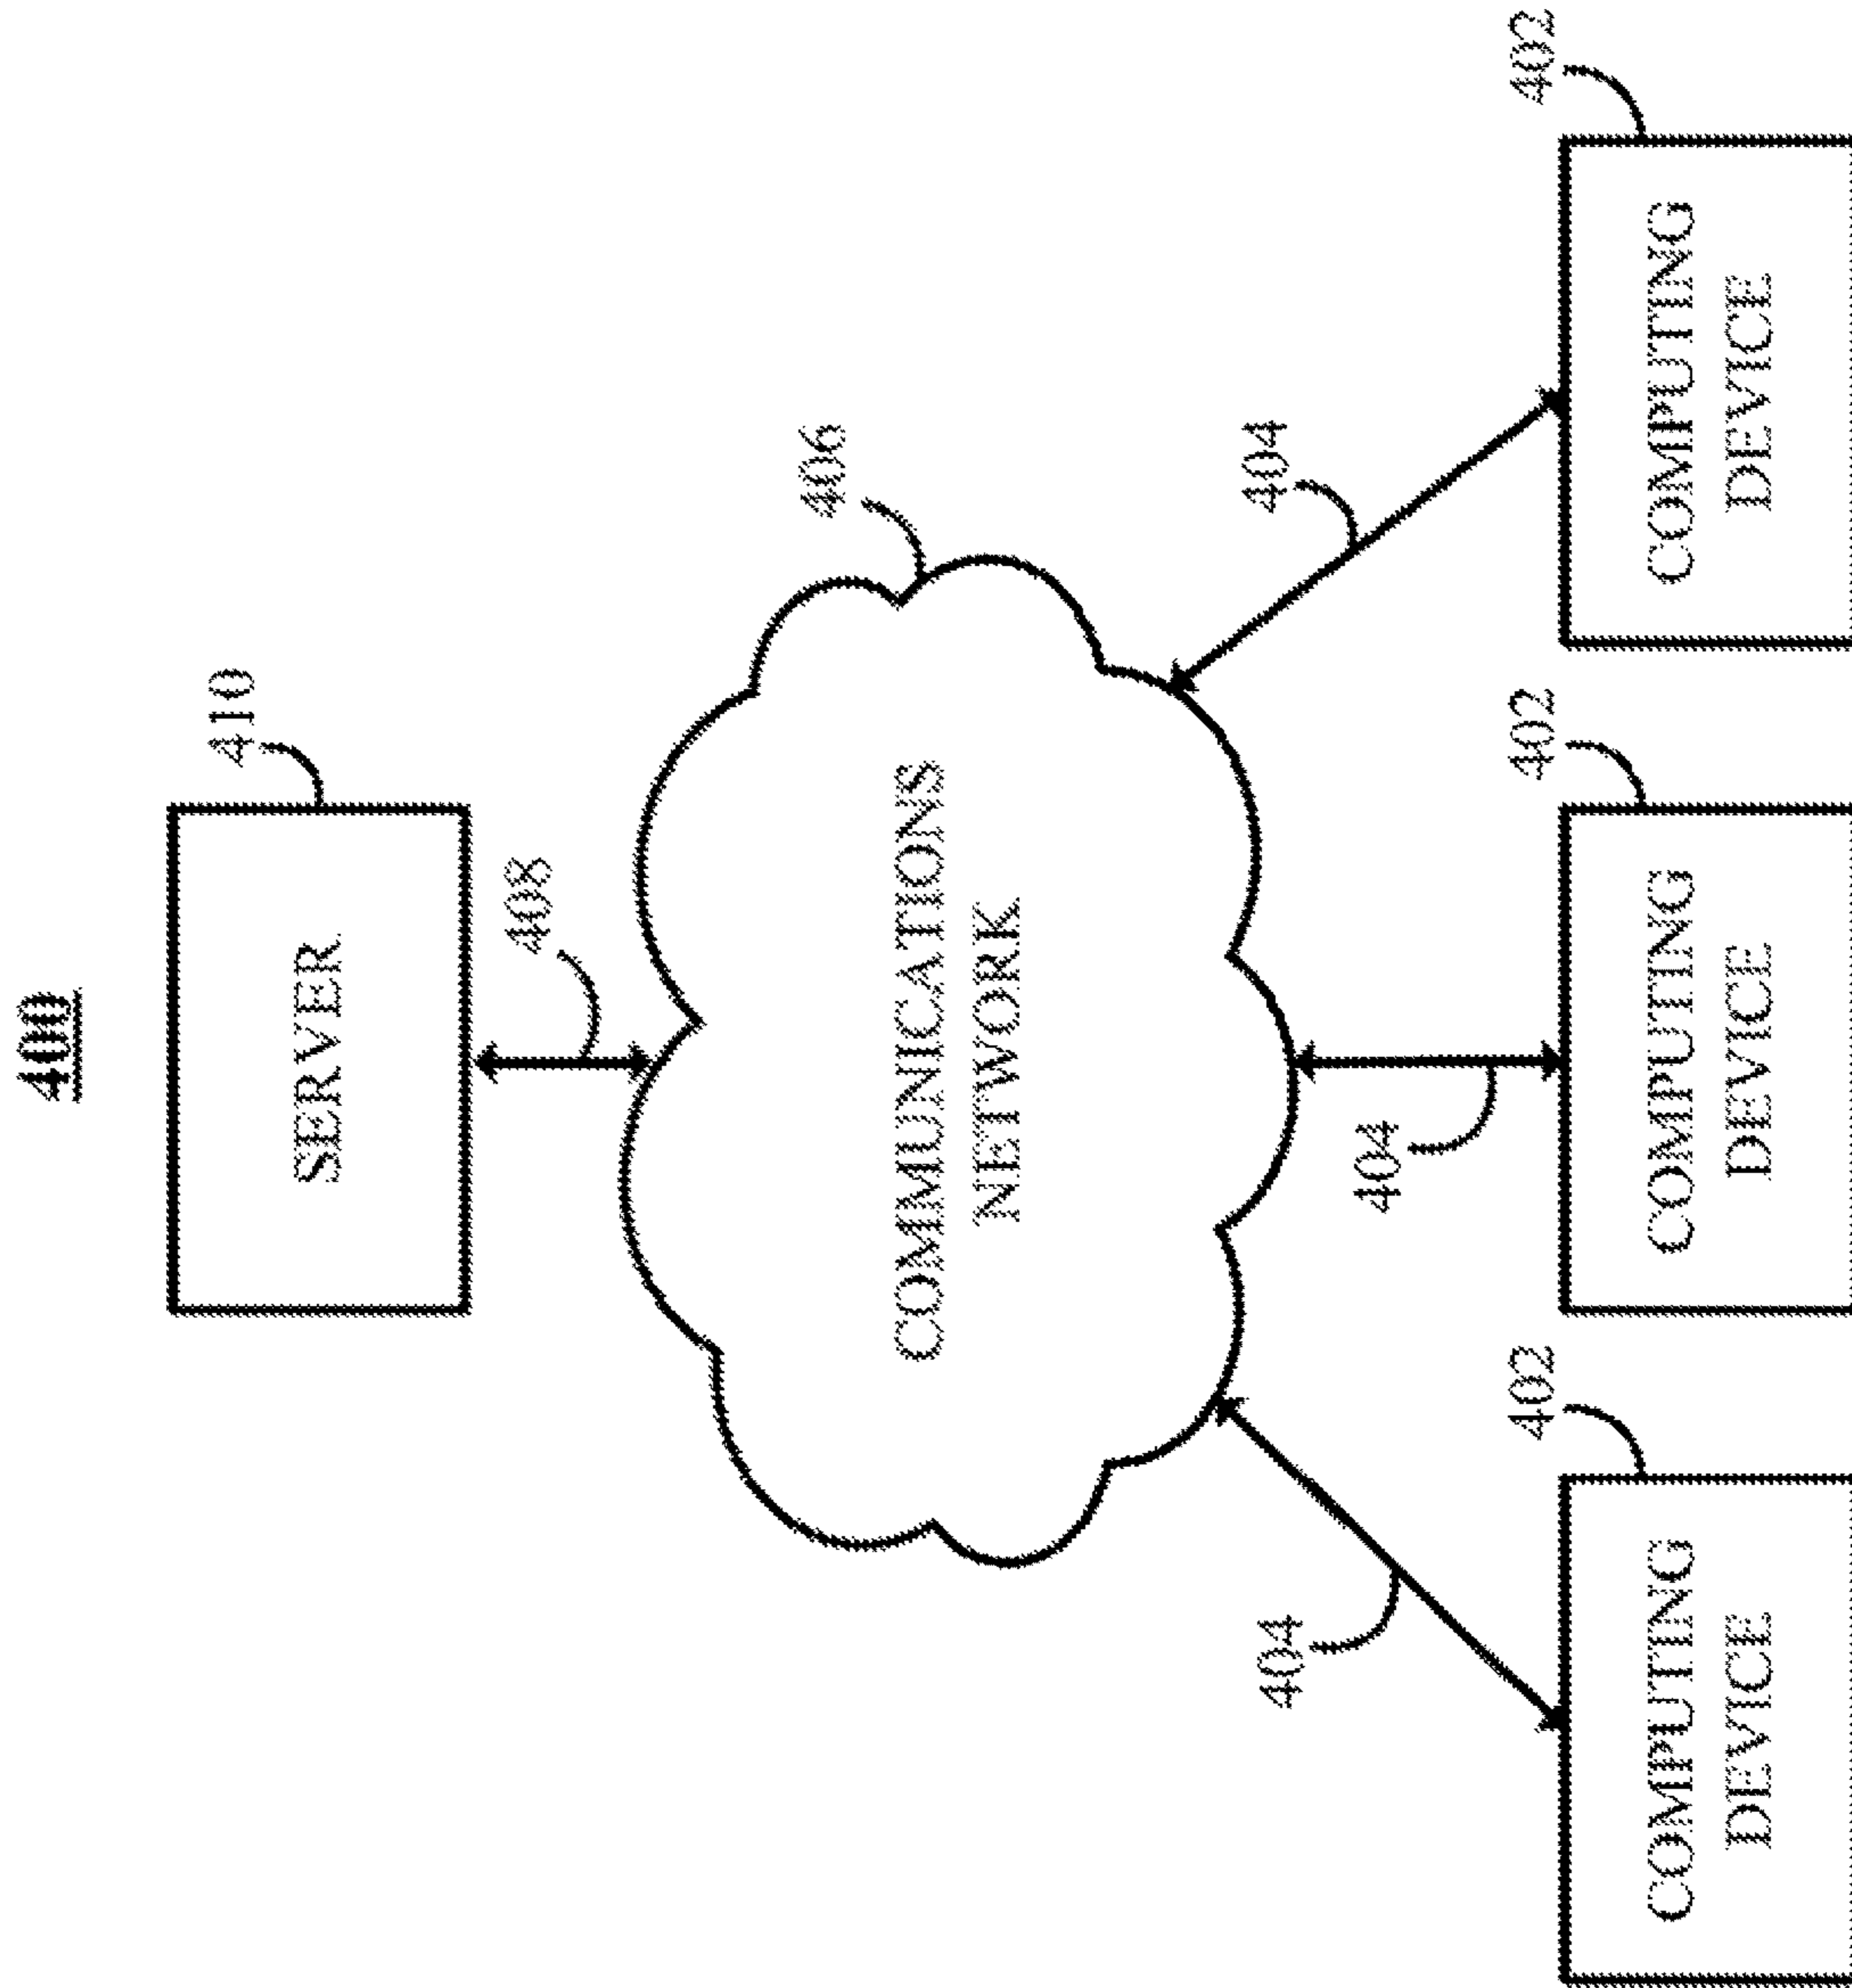 400
SERVER
410
408
COMMUNICATIONS
NETWORK
406
404
404
404
COMPUTING
DEVICE
402
COMPUTING
DEVICE
402
COMPUTING
DEVICE
402